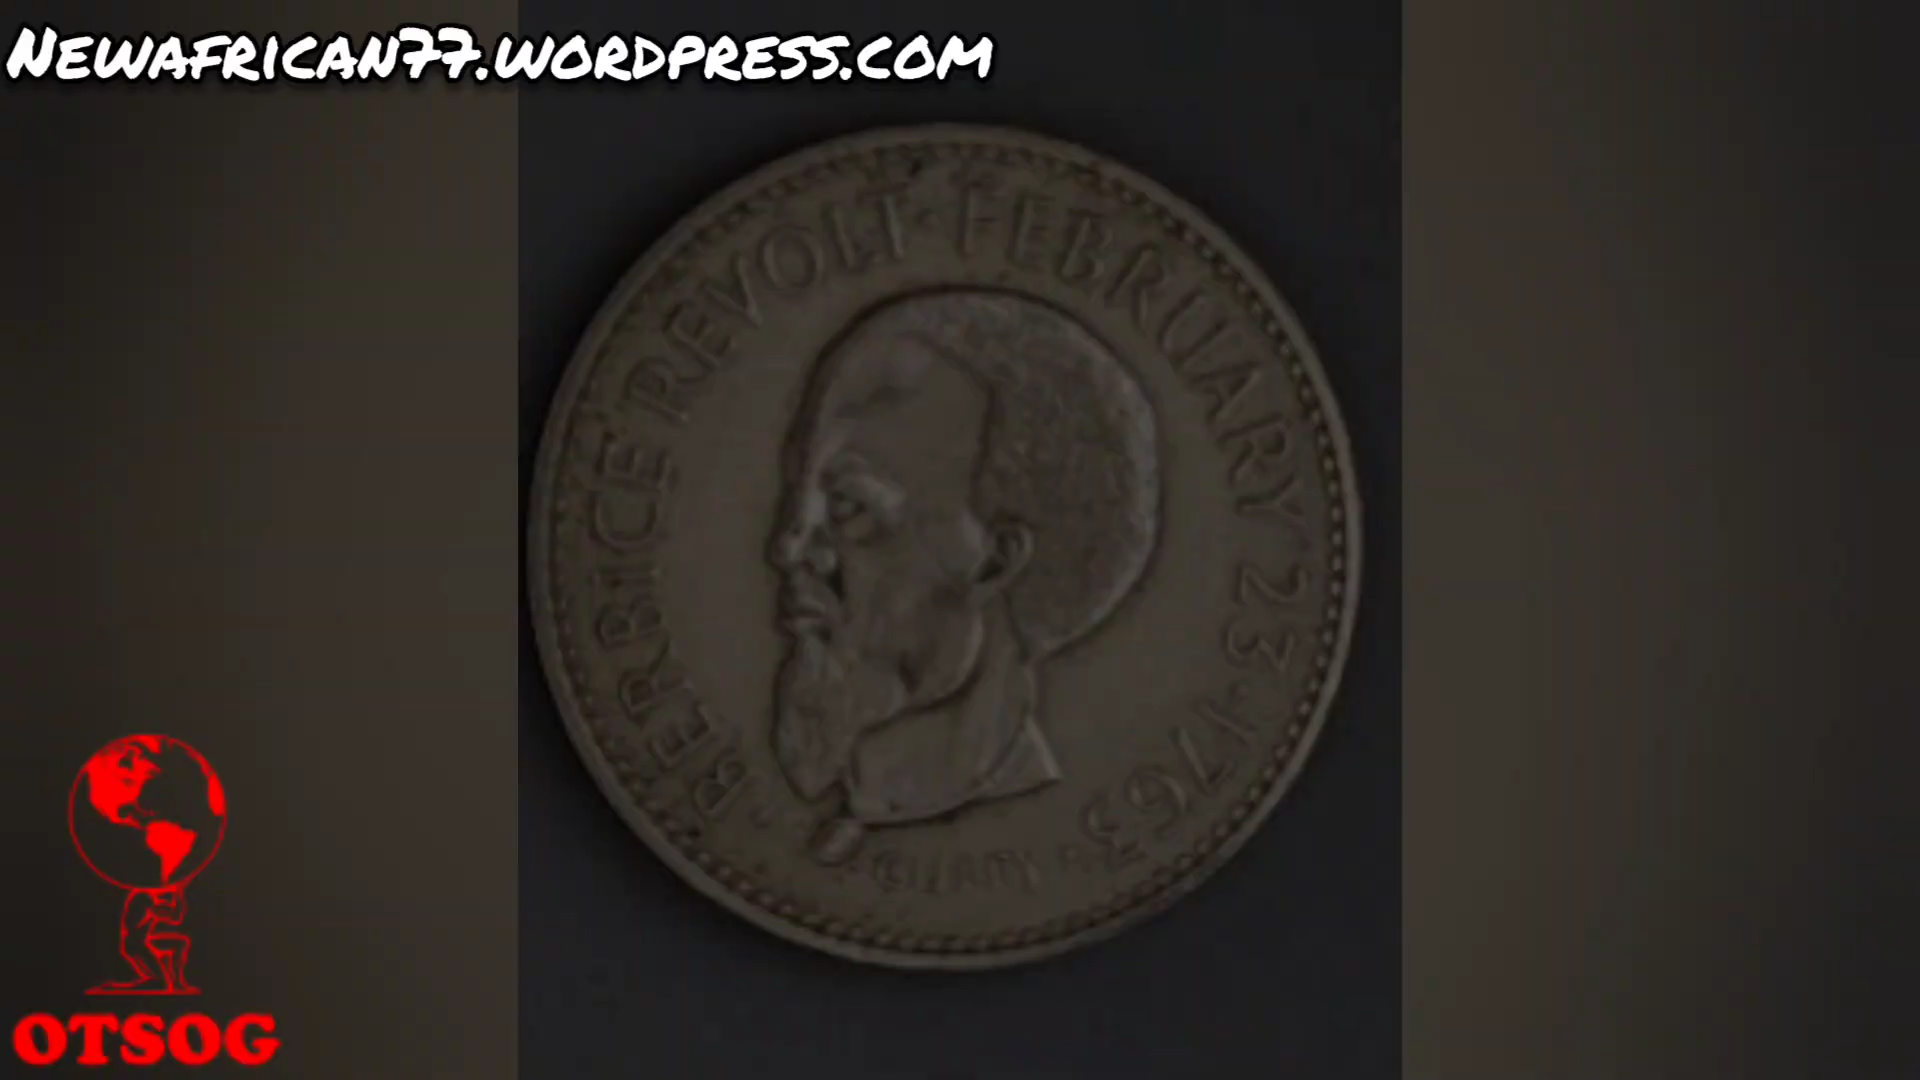 Newafrican77.wordpress.com
BERBICE REVOLT · FEBRUARY 23 · 1763
OTSOG